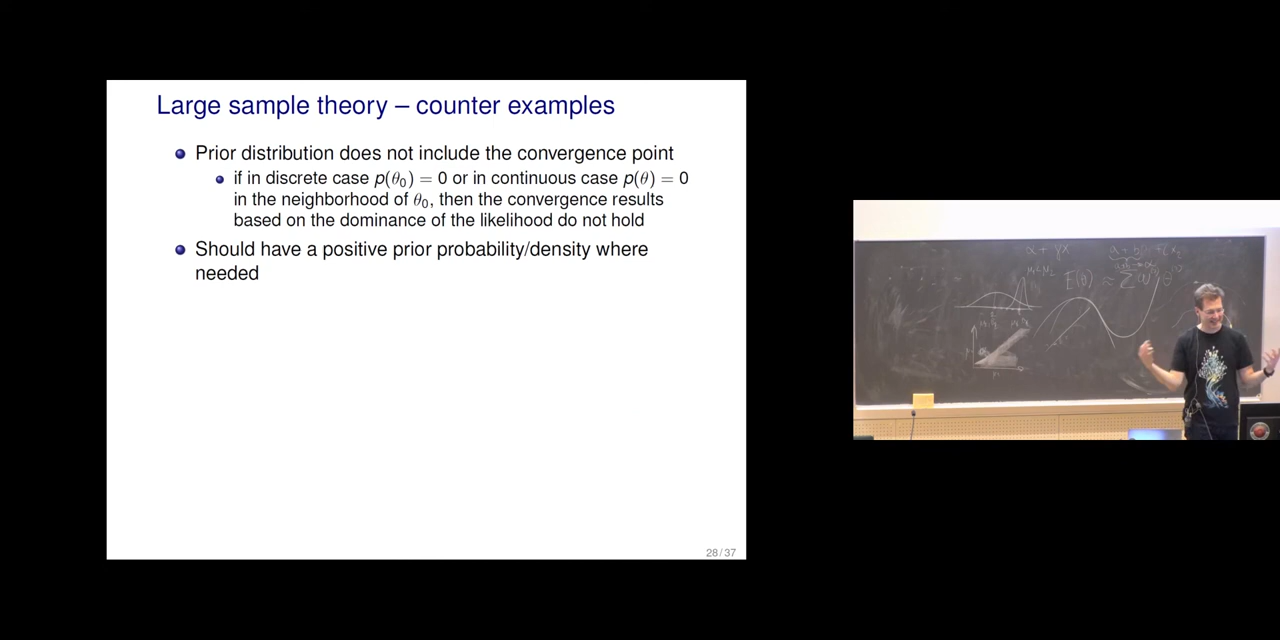 Large sample theory – counter examples
Prior distribution does not include the convergence point
if in discrete case p(θ₀) = 0 or in continuous case p(θ) = 0
in the neighborhood of θ₀, then the convergence results
based on the dominance of the likelihood do not hold
Should have a positive prior probability/density where
needed
28 / 37
α + γx
E(θ) ≈ Σ